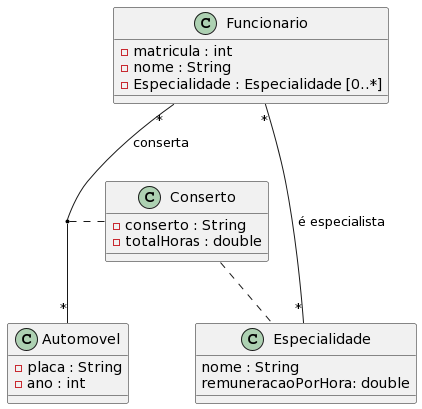 C Funcionario
matricula : int
nome : String
Especialidade : Especialidade [0..*]
* *
conserta
C Conserto
conserto : String
totalHoras : double
é especialista
* *
C Automovel
placa : String
ano : int
C Especialidade
nome : String
remuneracaoPorHora: double